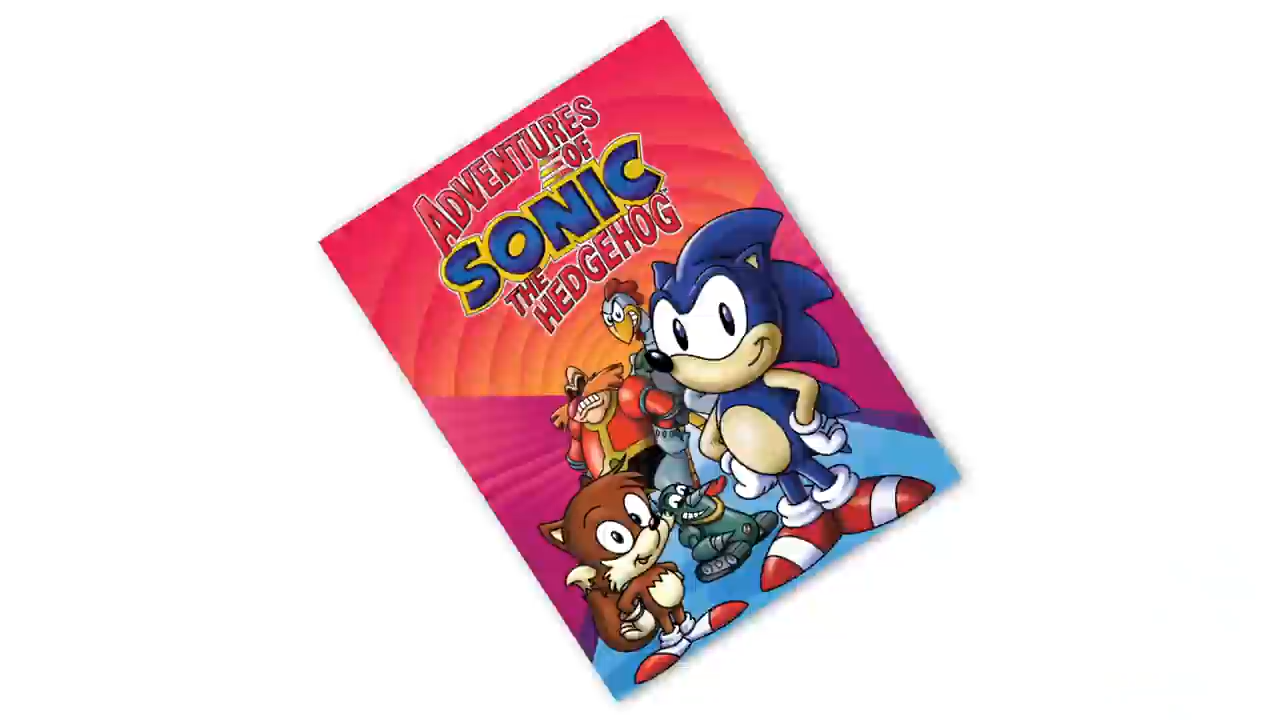 ADVENTURES
OF
SONIC
THE
HEDGEHOG